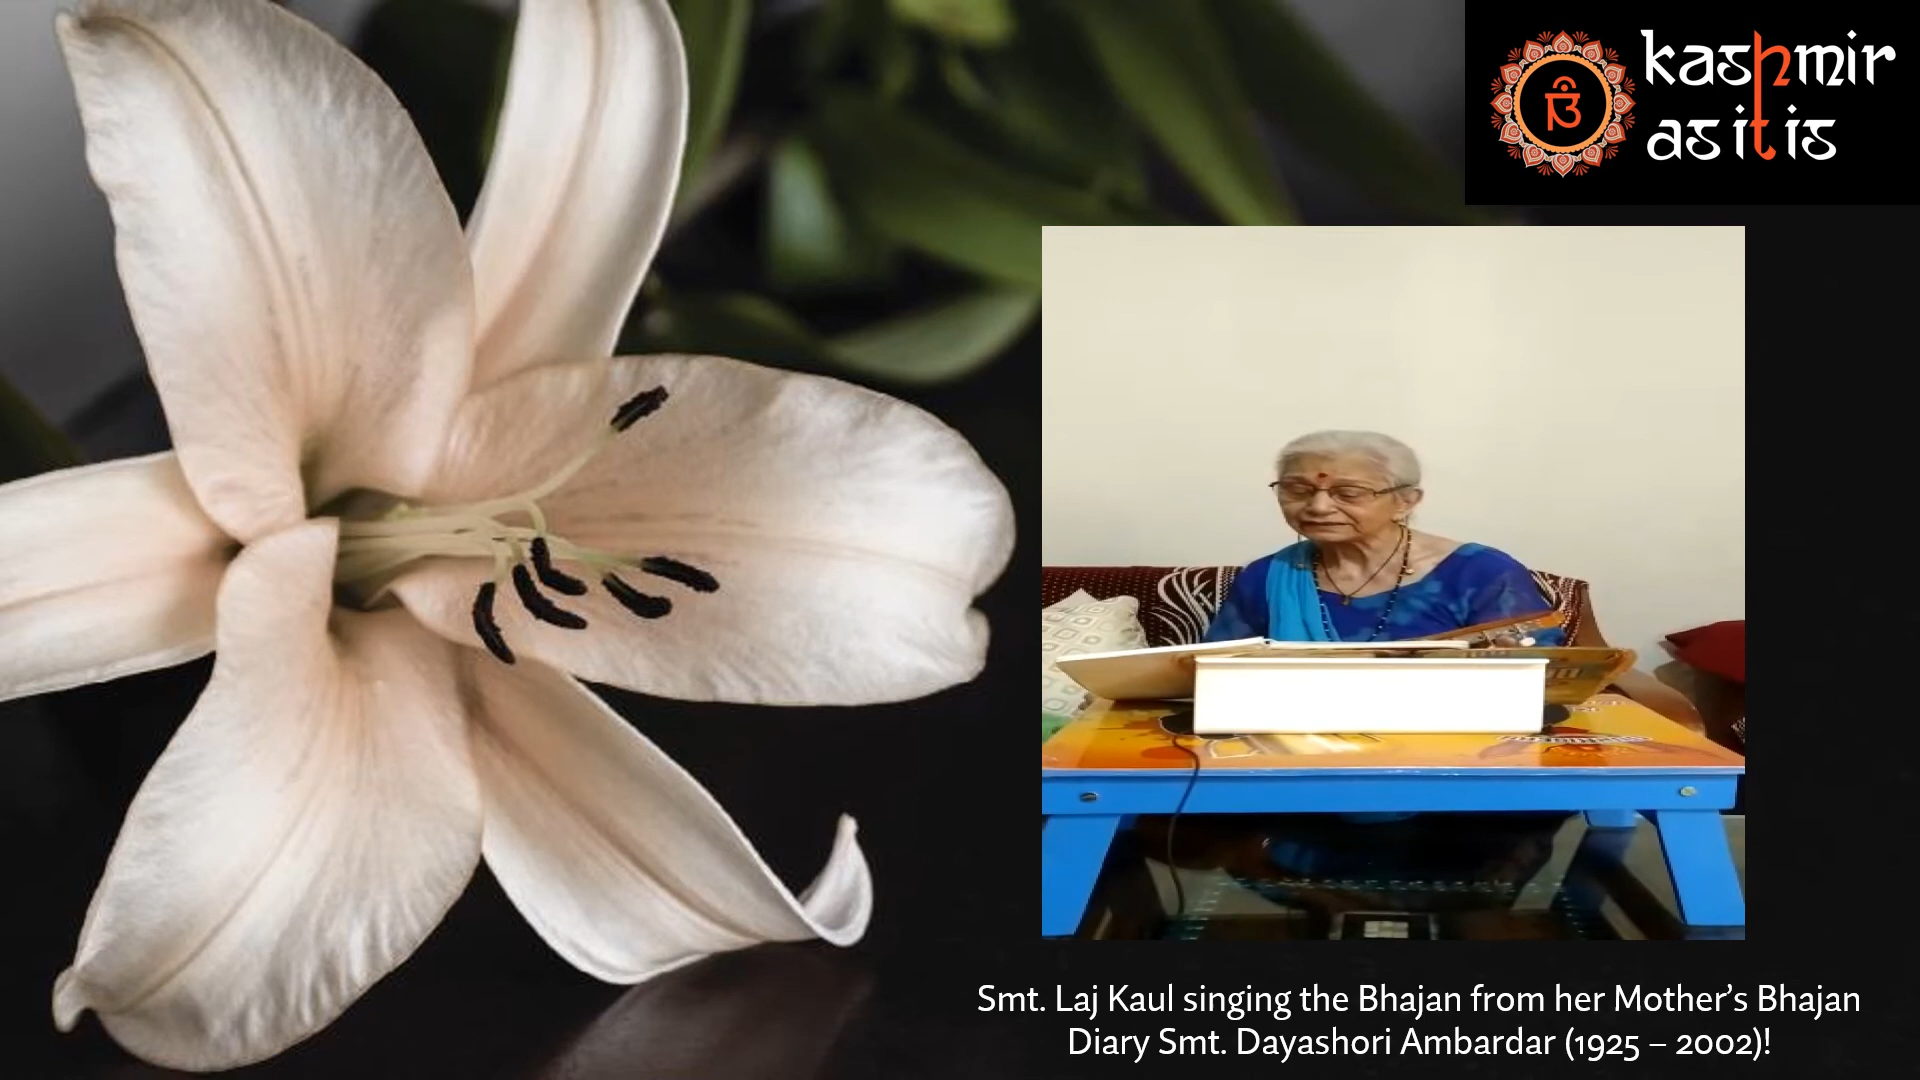 kashmir
as it is
Smt. Laj Kaul singing the Bhajan from her Mother’s Bhajan
Diary Smt. Dayashori Ambardar (1925 – 2002)!